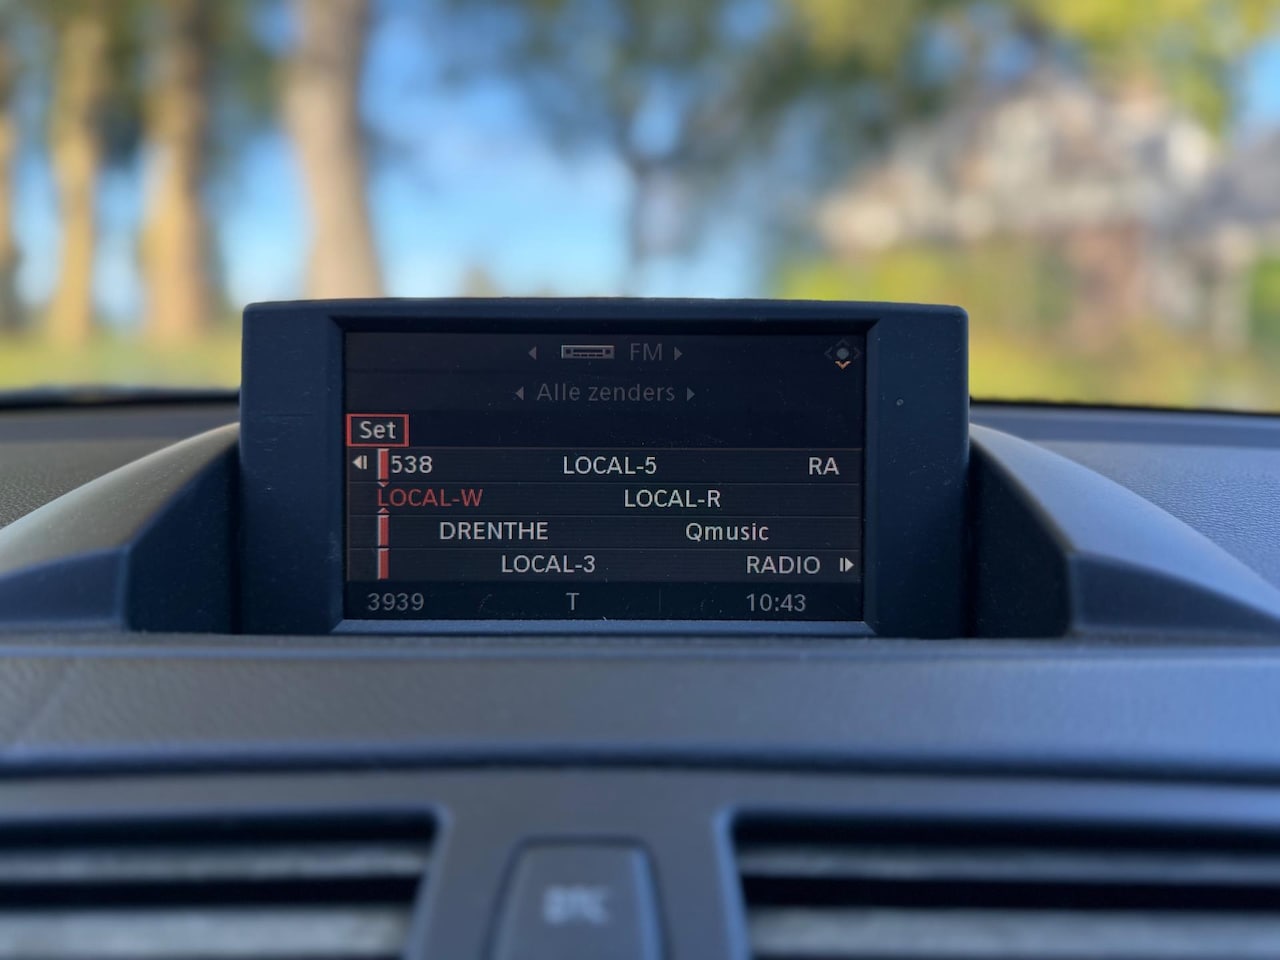 FM
Alle zenders
Set
538 LOCAL-5 RA
LOCAL-W LOCAL-R
DRENTHE Qmusic
LOCAL-3 RADIO
3939 T 10:43